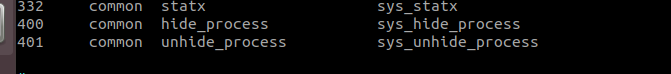 332 common statx sys_statx
400 common hide_process sys_hide_process
401 common unhide_process sys_unhide_process